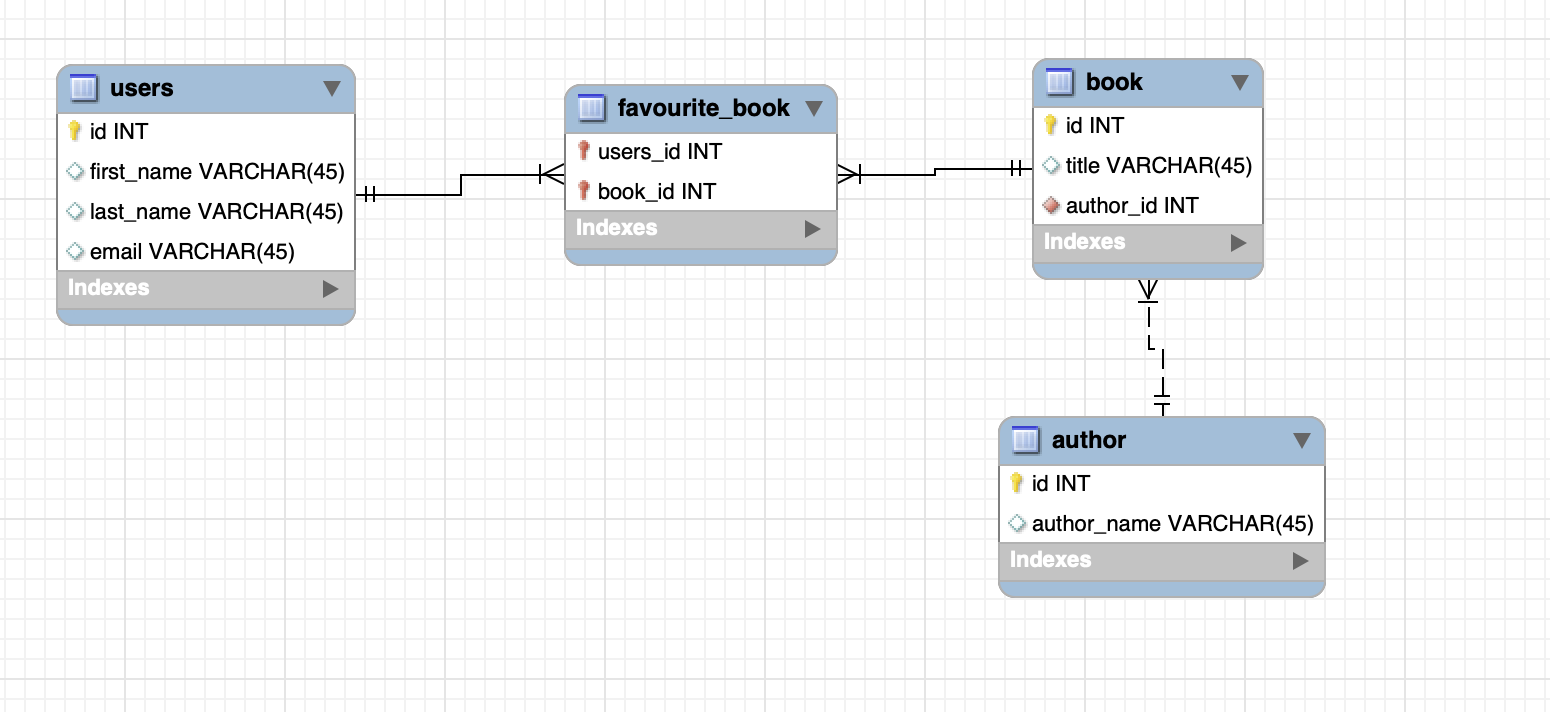 users
id INT
first_name VARCHAR(45)
last_name VARCHAR(45)
email VARCHAR(45)
Indexes
favourite_book
users_id INT
book_id INT
Indexes
book
id INT
title VARCHAR(45)
author_id INT
Indexes
author
id INT
author_name VARCHAR(45)
Indexes